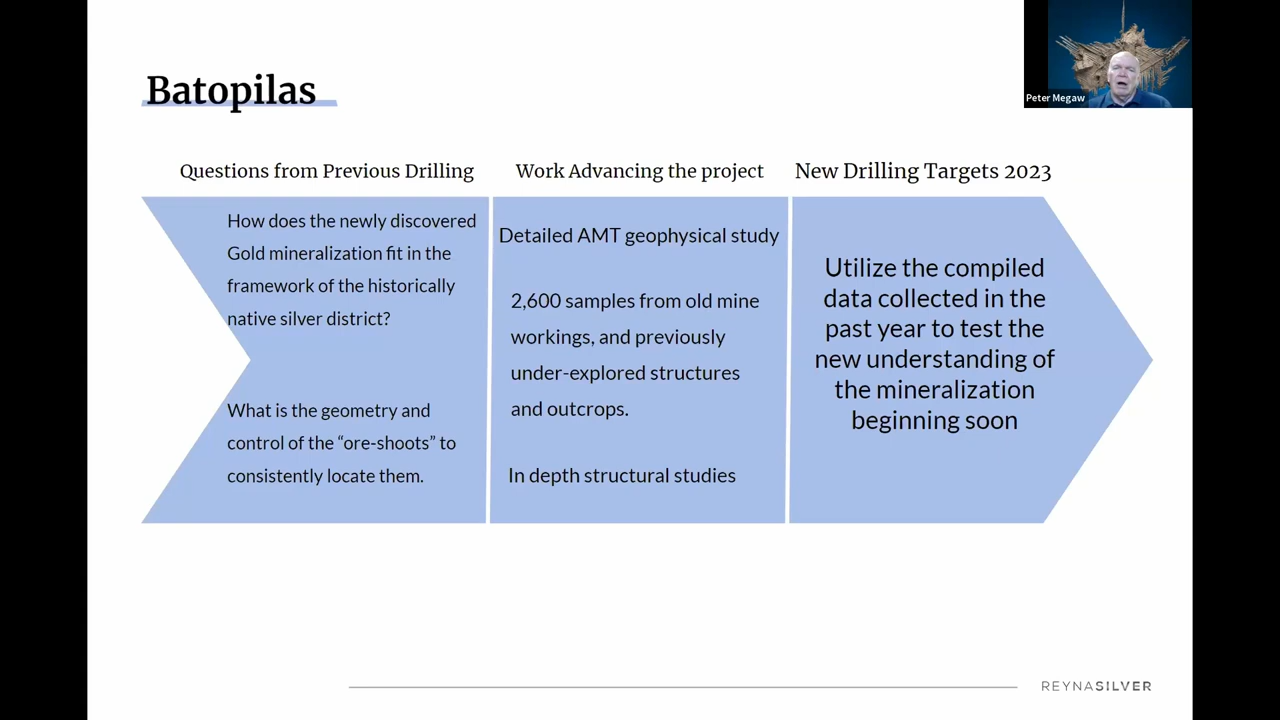 Batopilas
Peter Megaw
Questions from Previous Drilling
How does the newly discovered
Gold mineralization fit in the
framework of the historically
native silver district?
What is the geometry and
control of the “ore-shoots” to
consistently locate them.
Work Advancing the project
Detailed AMT geophysical study
2,600 samples from old mine
workings, and previously
under-explored structures
and outcrops.
In depth structural studies
New Drilling Targets 2023
Utilize the compiled
data collected in the
past year to test the
new understanding of
the mineralization
beginning soon
REYNASILVER